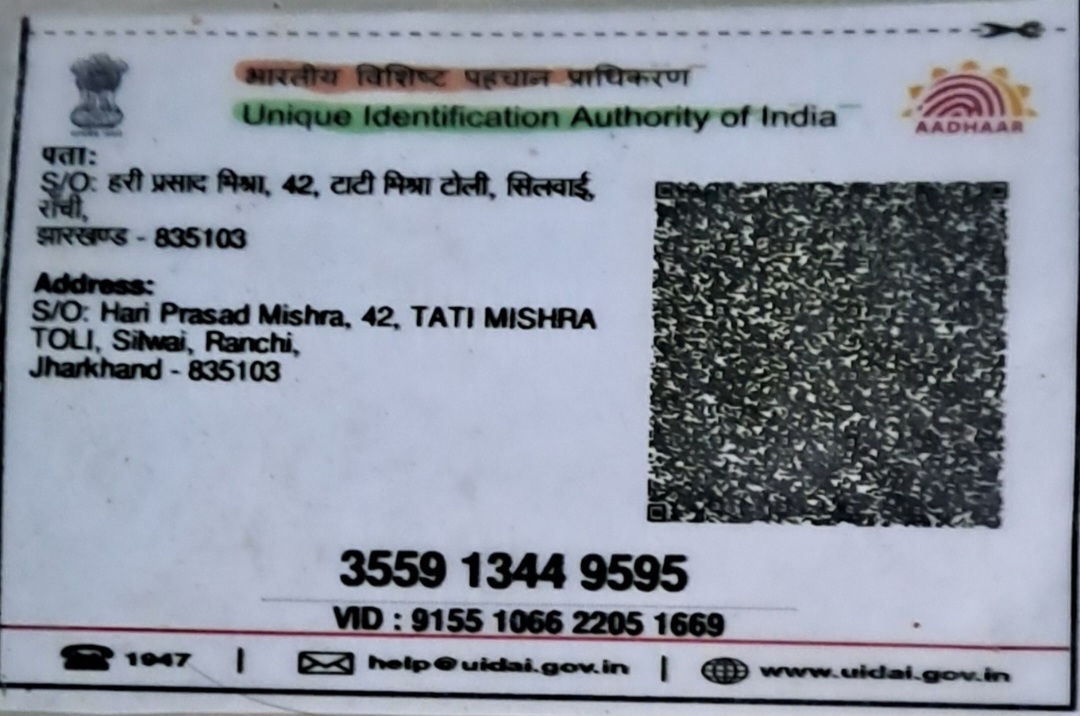 भारतीय विशिष्ट पहचान प्राधिकरण
Unique Identification Authority of India
AADHAAR
पता:
S/O: हरी प्रसाद मिश्रा, 42, टाटी मिश्रा टोली, सिलवाई,
राँची,
झारखण्ड - 835103
Address:
S/O: Hari Prasad Mishra, 42, TATI MISHRA
TOLI, Silwai, Ranchi,
Jharkhand - 835103
3559 1344 9595
VID : 9155 1066 2205 1669
1947 | help@uidai.gov.in | www.uidai.gov.in